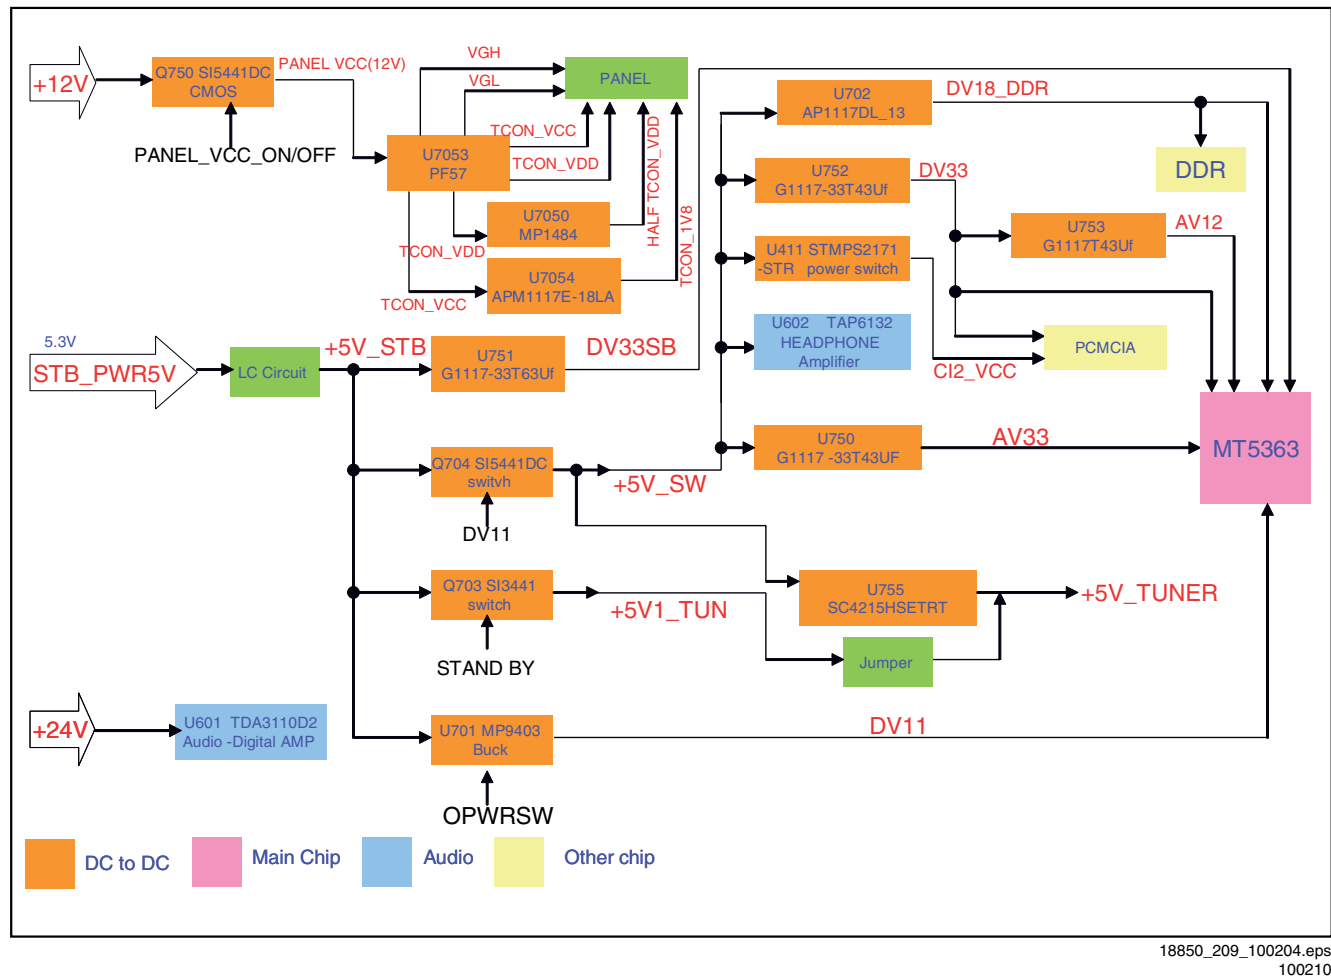 +12V
Q750 SI5441DC
CMOS
PANEL VCC(12V)
PANEL_VCC_ON/OFF
VGH
VGL
PANEL
TCON_VCC
TCON_VDD
U7053
PF57
HALF TCON_VDD
TCON_1V8
U7050
MP1484
TCON_VDD
U7054
APM1117E-18LA
TCON_VCC
U702
AP1117DL_13
DV18_DDR
DDR
U752
G1117-33T43Uf
DV33
U753
G1117T43Uf
AV12
U411 STMPS2171
-STR power switch
U602 TAP6132
HEADPHONE
Amplifier
PCMCIA
CI2_VCC
5.3V
STB_PWR5V
LC Circuit
+5V_STB
U751
G1117-33T63Uf
DV33SB
U750
G1117 -33T43UF
AV33
MT5363
Q704 SI5441DC
switvh
+5V_SW
DV11
Q703 SI3441
switch
+5V1_TUN
STAND BY
U755
SC4215HSETRT
+5V_TUNER
Jumper
+24V
U601 TDA3110D2
Audio -Digital AMP
U701 MP9403
Buck
DV11
OPWRSW
DC to DC
Main Chip
Audio
Other chip
18850_209_100204.eps
100210